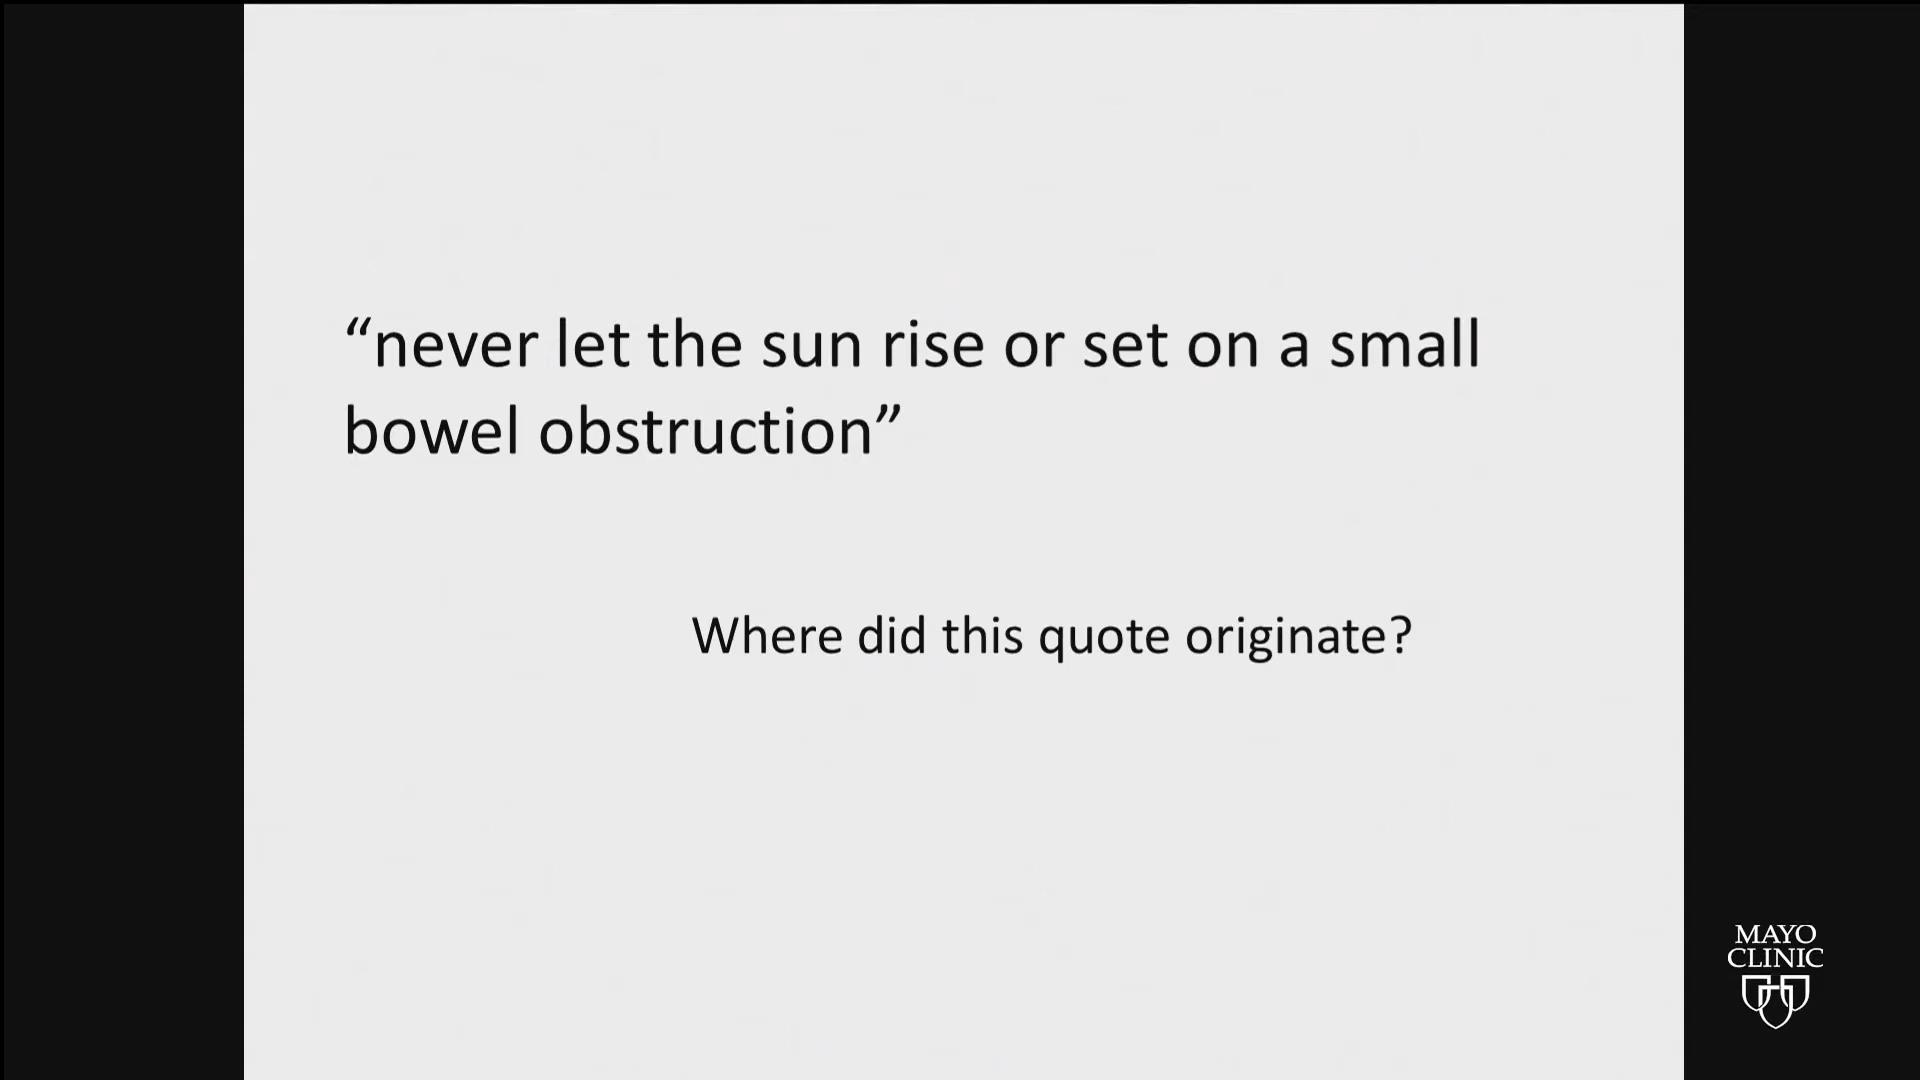 “never let the sun rise or set on a small
bowel obstruction”
Where did this quote originate?
MAYO
CLINIC